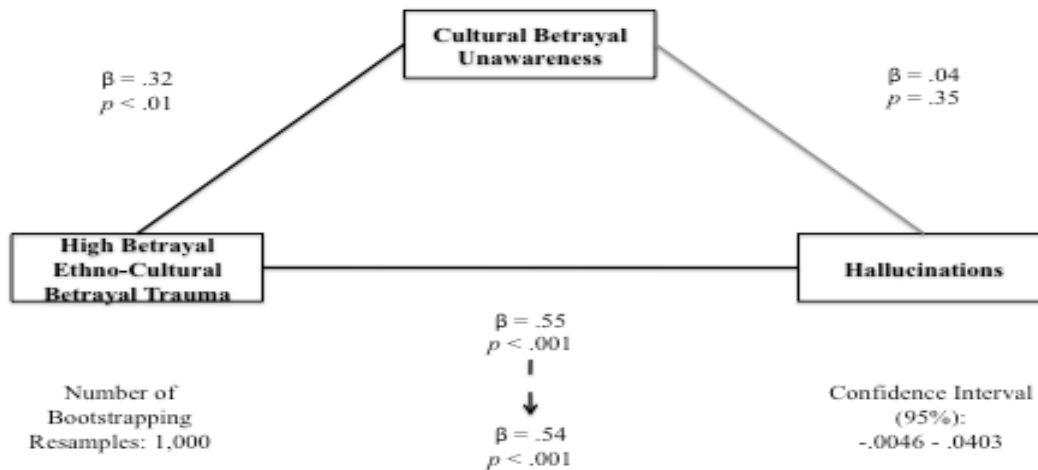 Cultural Betrayal
Unawareness
β = .32
p < .01
β = .04
p = .35
High Betrayal
Ethno-Cultural
Betrayal Trauma
Hallucinations
β = .55
p < .001
Number of
Bootstrapping
Resamples: 1,000
β = .54
p < .001
Confidence Interval
(95%):
-.0046 - .0403